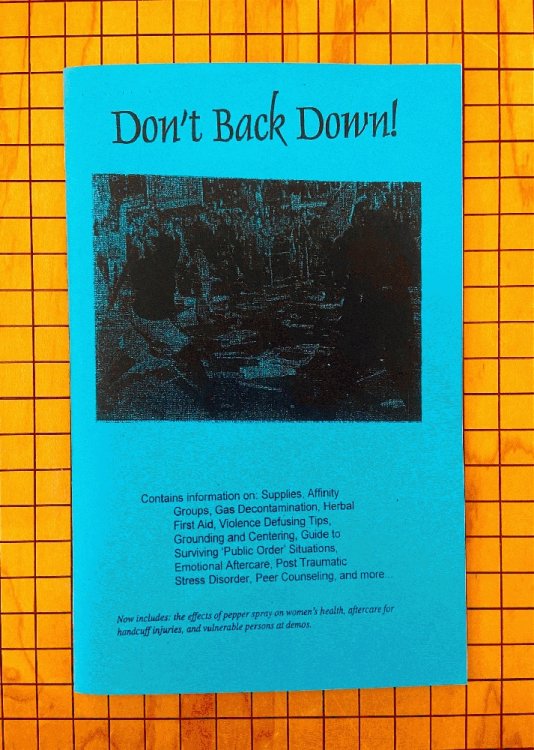 Don't Back Down!
Contains information on: Supplies, Affinity
Groups, Gas Decontamination, Herbal
First Aid, Violence Defusing Tips,
Grounding and Centering, Guide to
Surviving 'Public Order' Situations,
Emotional Aftercare, Post Traumatic
Stress Disorder, Peer Counseling, and more...
Now includes: the effects of pepper spray on women's health, aftercare for
handcuff injuries, and vulnerable persons at demos.